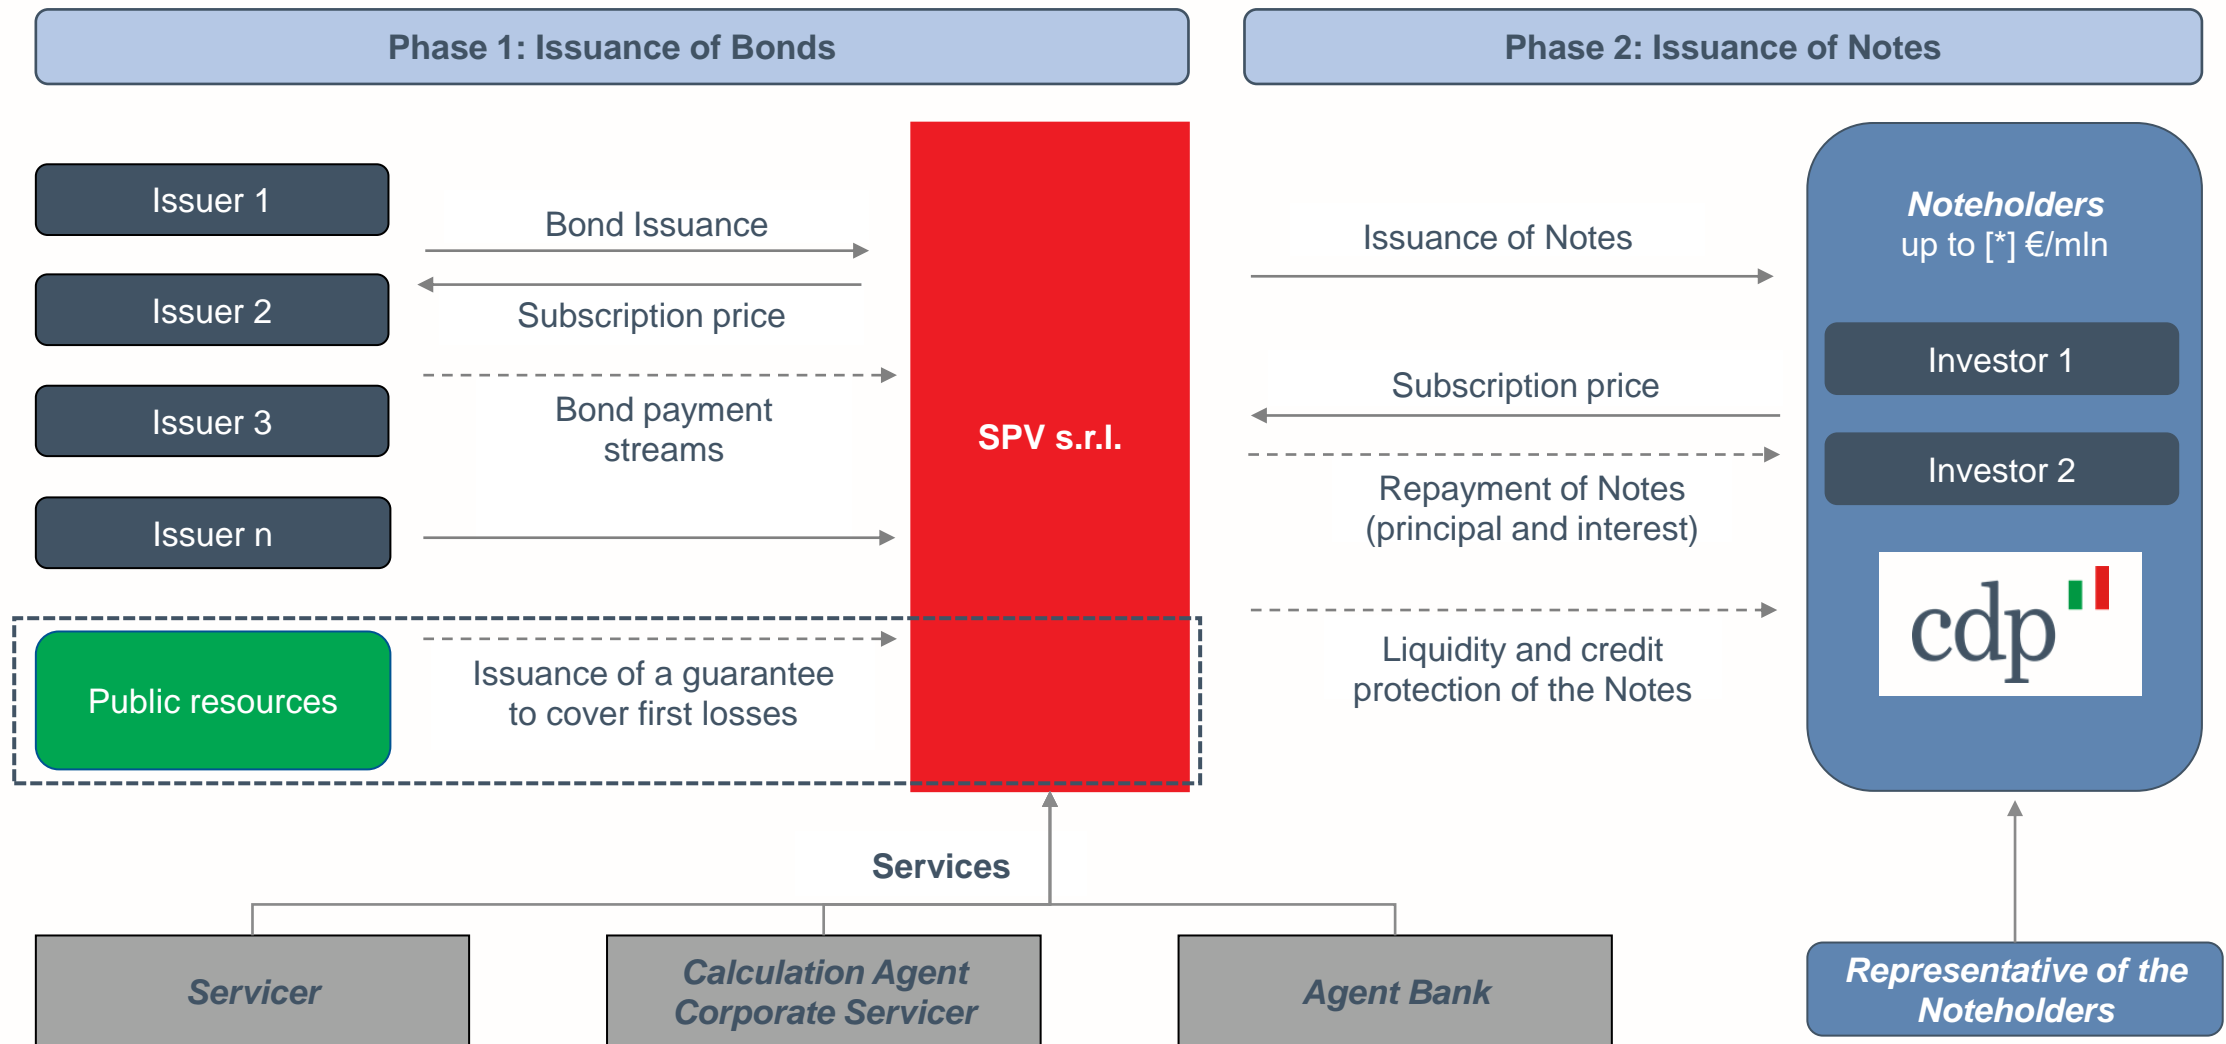 Phase 1: Issuance of Bonds
Phase 2: Issuance of Notes
Issuer 1
Issuer 2
Issuer 3
Issuer n
Public resources
Bond Issuance
Subscription price
Bond payment
streams
Issuance of a guarantee
to cover first losses
SPV s.r.l.
Issuance of Notes
Subscription price
Repayment of Notes
(principal and interest)
Liquidity and credit
protection of the Notes
Noteholders
up to [*] €/mln
Investor 1
Investor 2
cdp
Services
Servicer
Calculation Agent
Corporate Servicer
Agent Bank
Representative of the
Noteholders